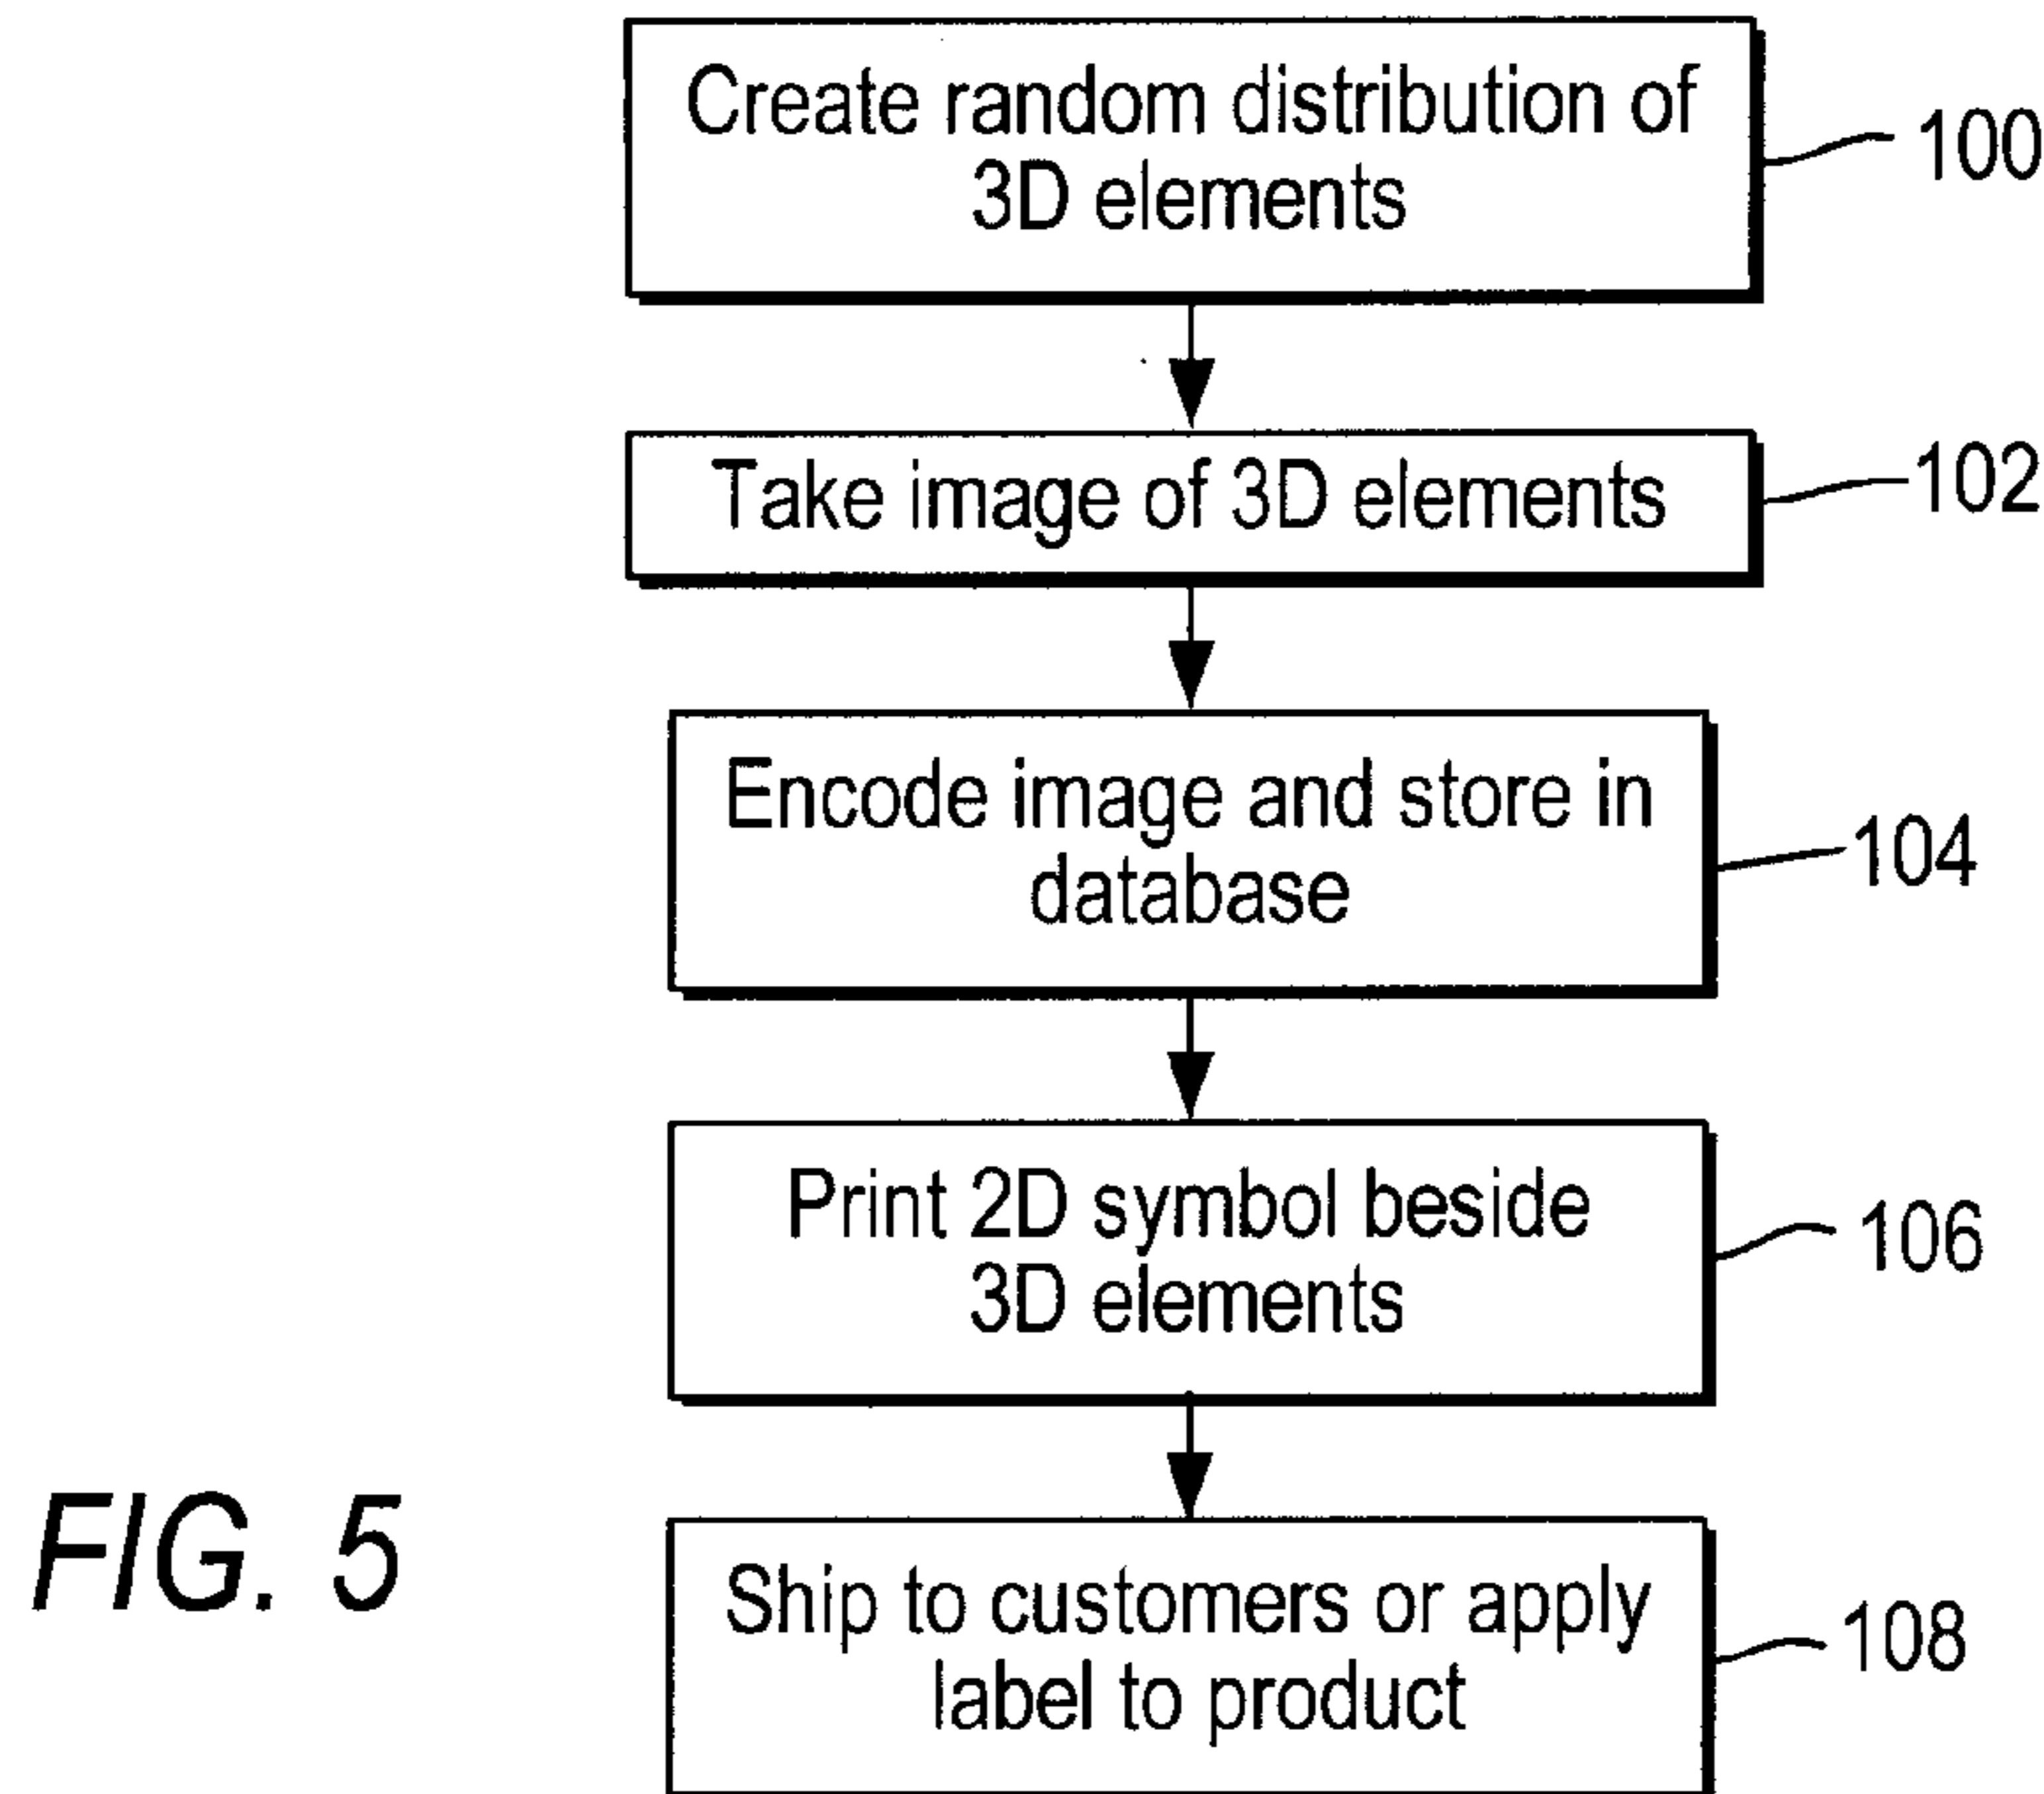 Create random distribution of
3D elements
100
Take image of 3D elements
102
Encode image and store in
database
104
Print 2D symbol beside
3D elements
106
Ship to customers or apply
label to product
108
FIG. 5